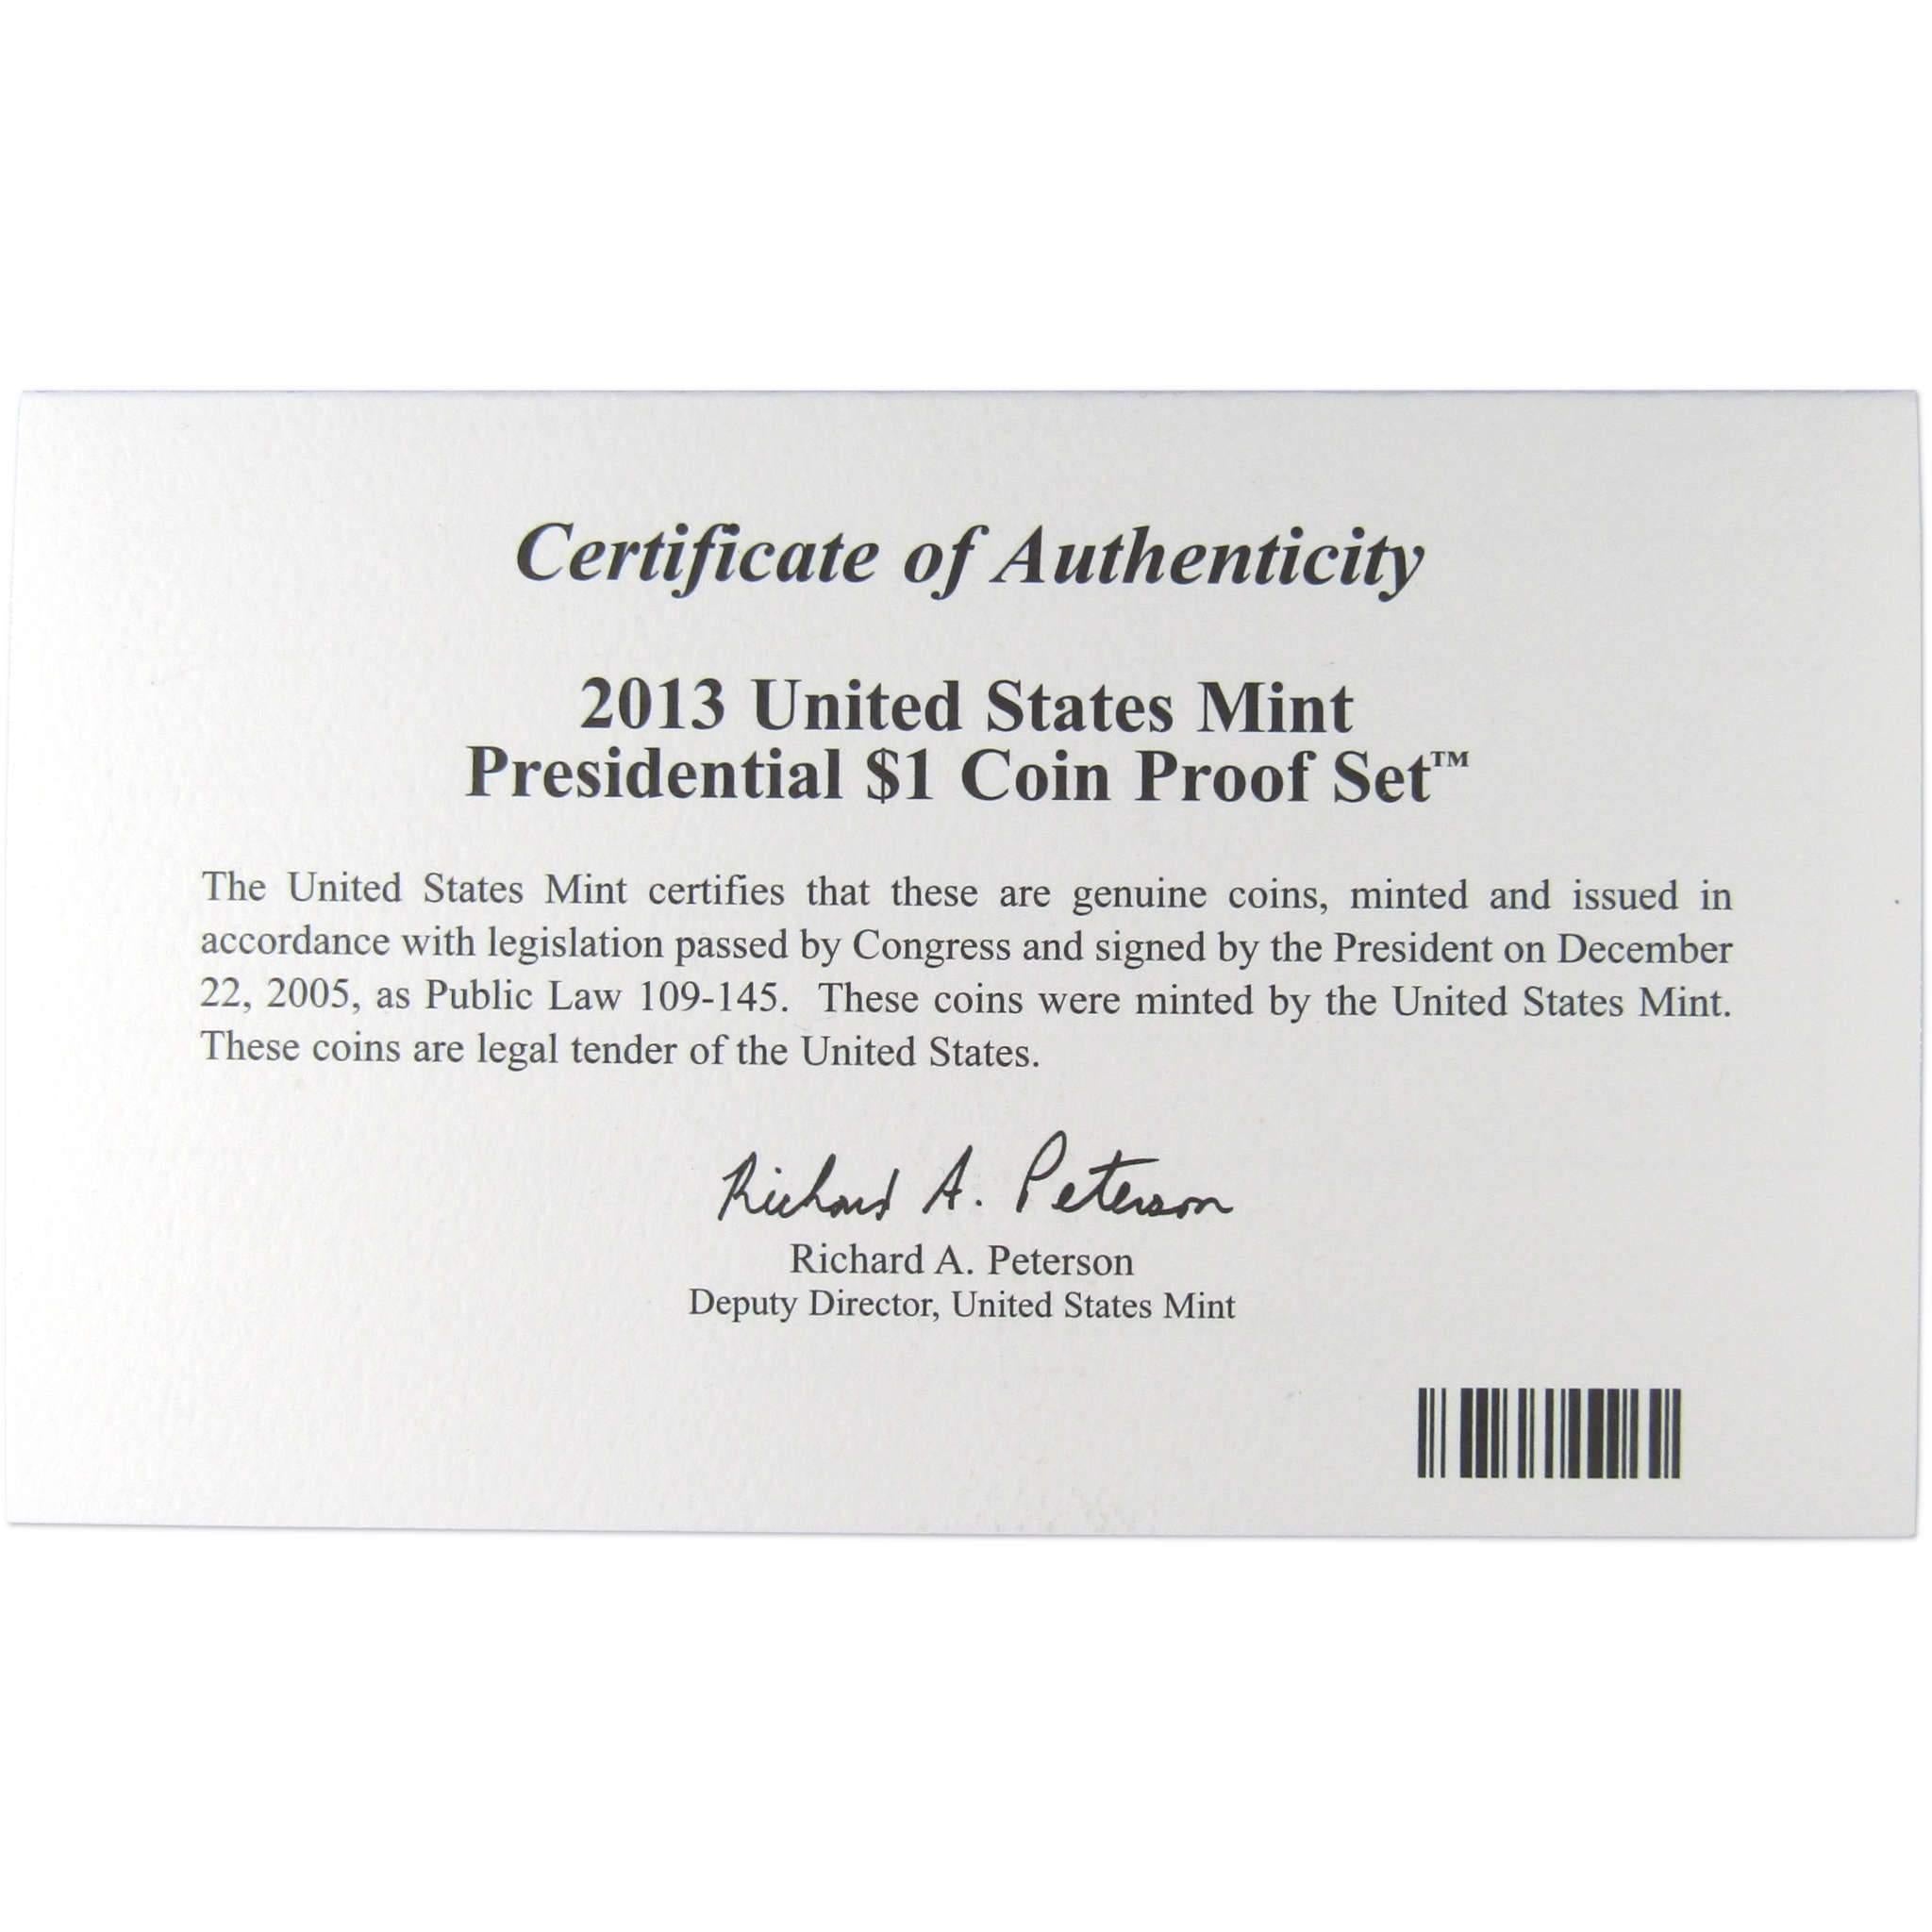 Certificate of Authenticity
2013 United States Mint
Presidential $1 Coin Proof Set™
The United States Mint certifies that these are genuine coins, minted and issued in
accordance with legislation passed by Congress and signed by the President on December
22, 2005, as Public Law 109-145. These coins were minted by the United States Mint.
These coins are legal tender of the United States.
Richard A. Peterson
Richard A. Peterson
Deputy Director, United States Mint